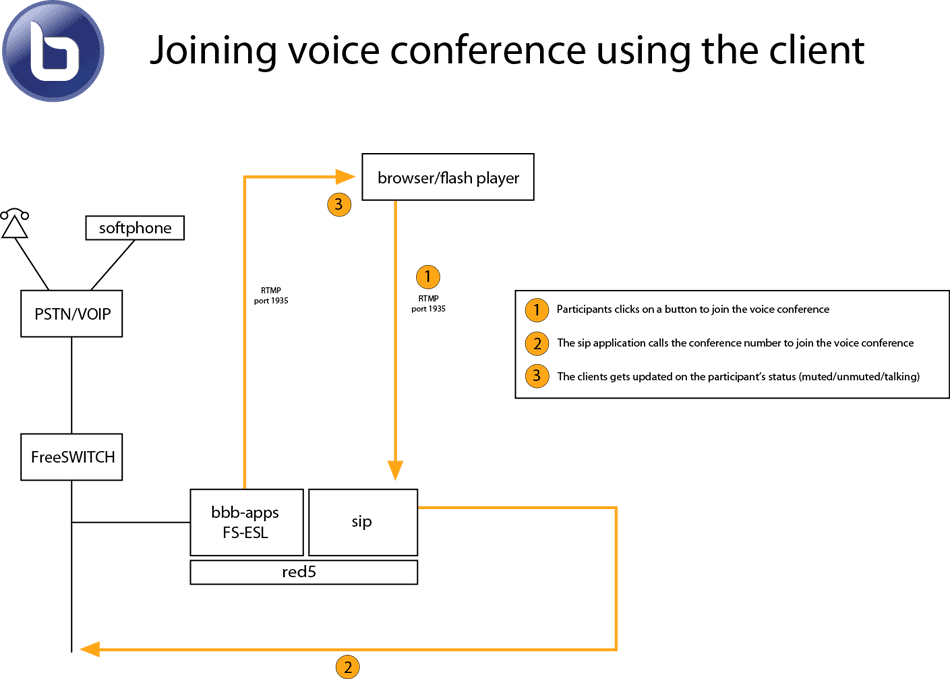 Joining voice conference using the client
browser/flash player
3
softphone
1
RTMP
port 1935
RTMP
port 1935
PSTN/VOIP
1 Participants clicks on a button to join the voice conference
2 The sip application calls the conference number to join the voice conference
3 The clients gets updated on the participant's status (muted/unmuted/talking)
FreeSWITCH
bbb-apps
FS-ESL
sip
red5
2